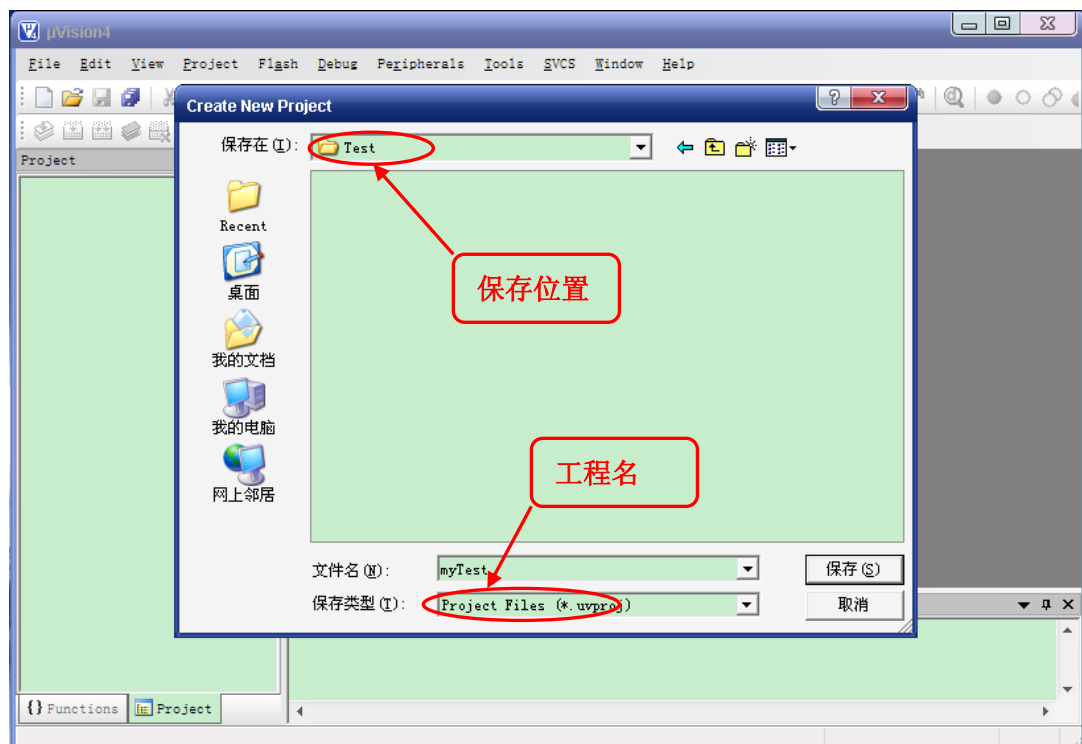 μVision4
File Edit View Project Flash Debug Peripherals Tools SVCS Window Help
Create New Project
保存在(I):
Test
Project
Recent
桌面
我的文档
我的电脑
网上邻居
保存位置
工程名
文件名(N):
myTest
保存(S)
保存类型(T):
Project Files (*.uvproj)
取消
{} Functions
Project